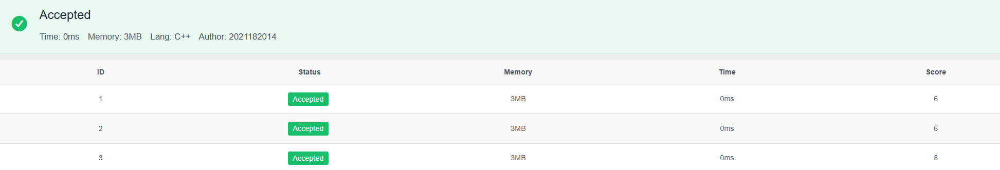 Accepted
Time: 0ms Memory: 3MB Lang: C++ Author: 2021182014
ID Status Memory Time Score
1 Accepted 3MB 0ms 6
2 Accepted 3MB 0ms 6
3 Accepted 3MB 0ms 8